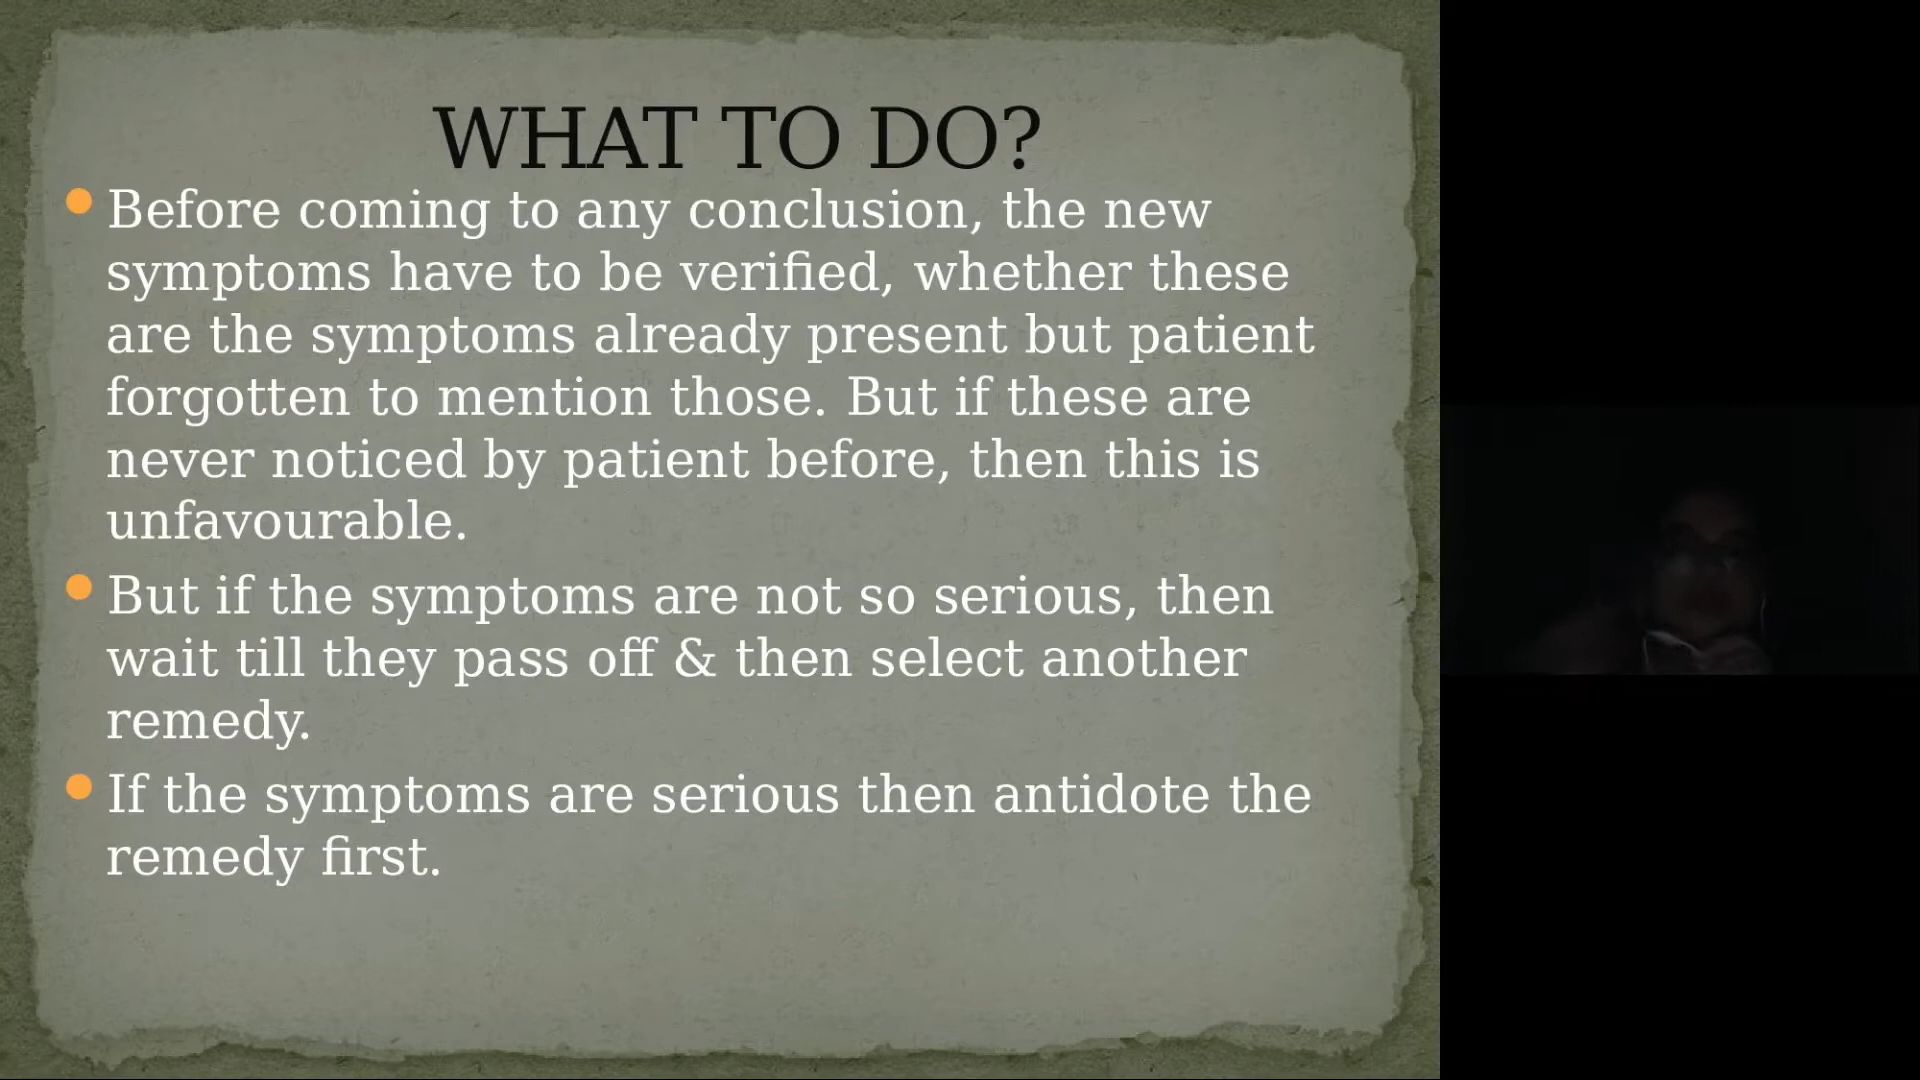 WHAT TO DO?
Before coming to any conclusion, the new
symptoms have to be verified, whether these
are the symptoms already present but patient
forgotten to mention those. But if these are
never noticed by patient before, then this is
unfavourable.
But if the symptoms are not so serious, then
wait till they pass off & then select another
remedy.
If the symptoms are serious then antidote the
remedy first.